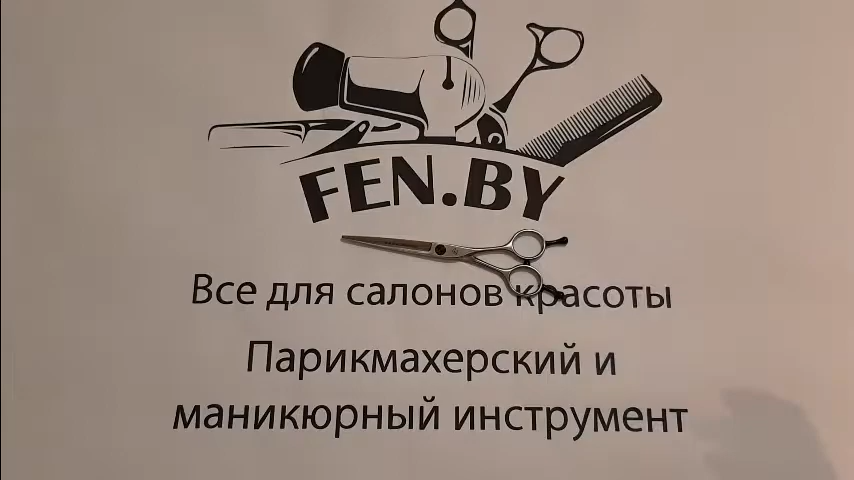 FEN.BY
Все для салонов красоты
Парикмахерский и
маникюрный инструмент